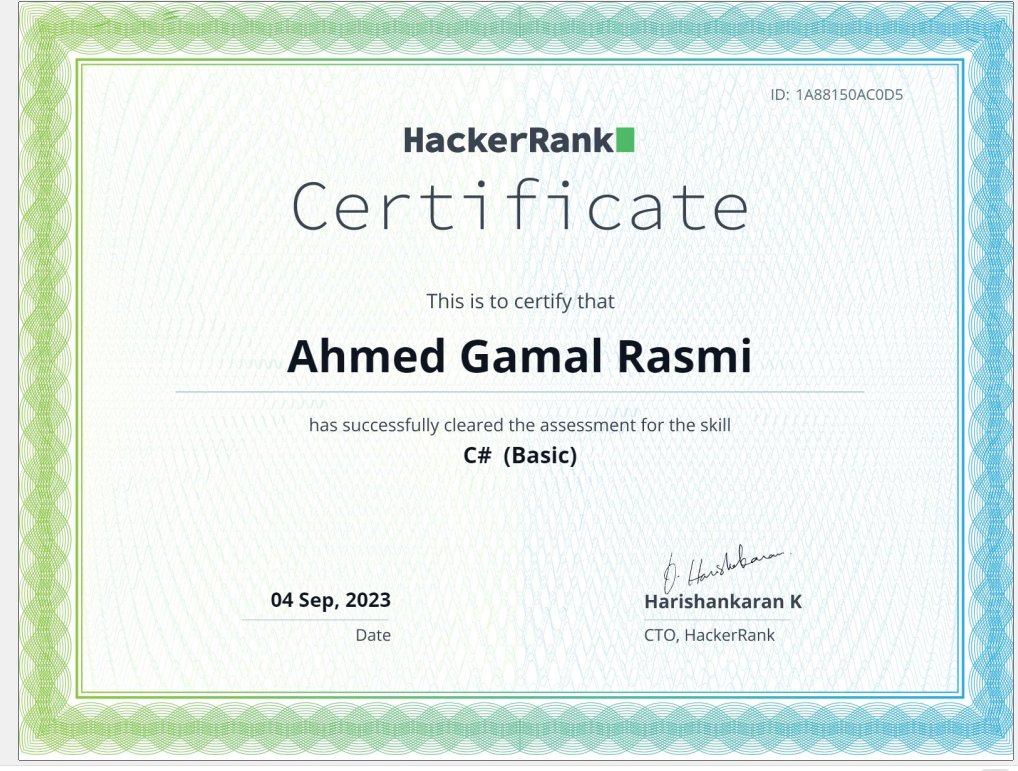 ID: 1A88150AC0D5
HackerRank
Certificate
This is to certify that
Ahmed Gamal Rasmi
has successfully cleared the assessment for the skill
C# (Basic)
04 Sep, 2023
Date
Harishankaran K
CTO, HackerRank